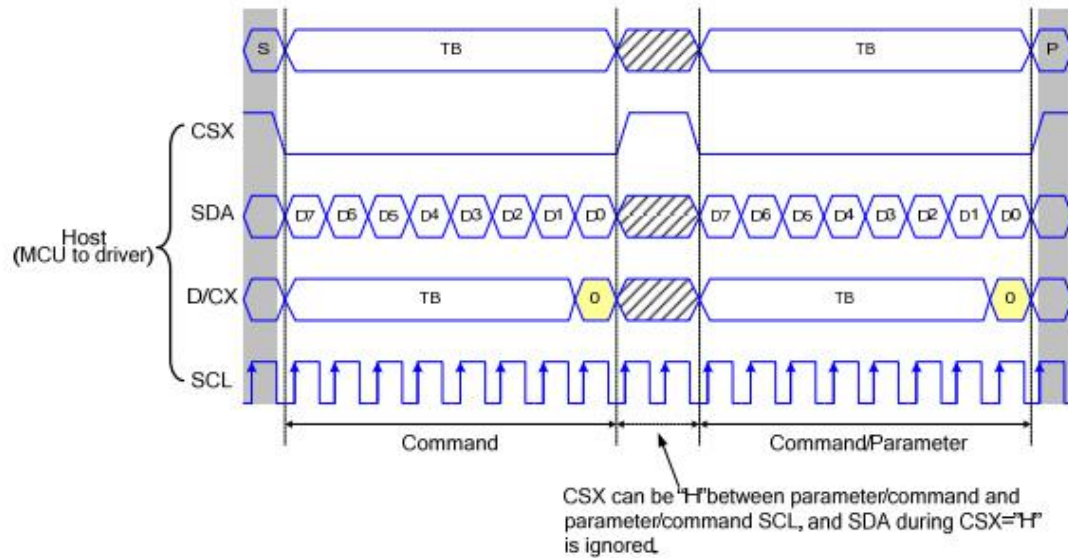 S TB TB P
CSX
SDA D7 D6 D5 D4 D3 D2 D1 D0 D7 D6 D5 D4 D3 D2 D1 D0
Host
(MCU to driver)
D/CX TB 0 TB 0
SCL
Command Command/Parameter
CSX can be "H" between parameter/command and
parameter/command SCL, and SDA during CSX="H"
is ignored.